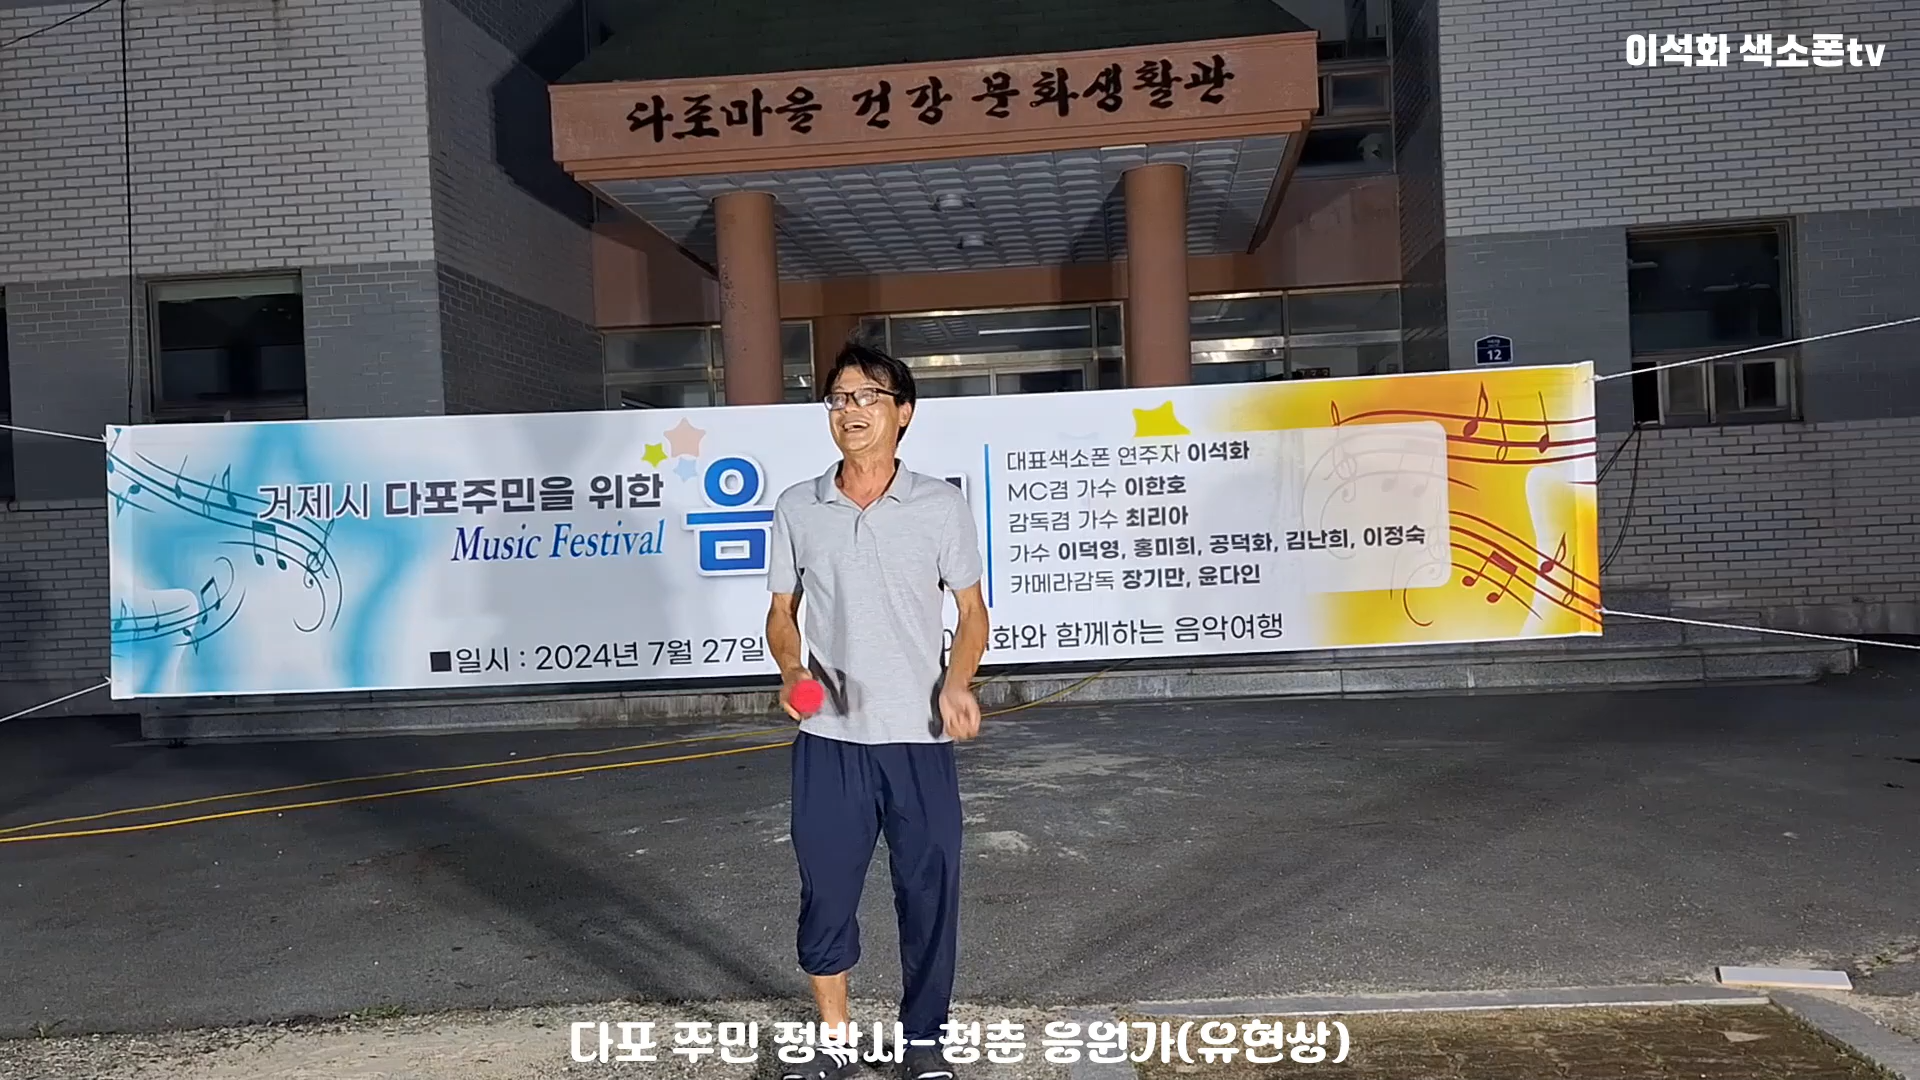 이석화 색소폰tv
다포마을 건강 문화생활관
12
거제시 다포주민을 위한
Music Festival
음
대표색소폰 연주자 이석화
MC겸 가수 이한호
감독겸 가수 최리아
가수 이덕영, 홍미희, 공덕화, 김난희, 이정숙
카메라감독 장기만, 윤다인
■일시 : 2024년 7월 27일
함께하는 음악여행
다포 주민 정박사-청춘 응원가(유현상)